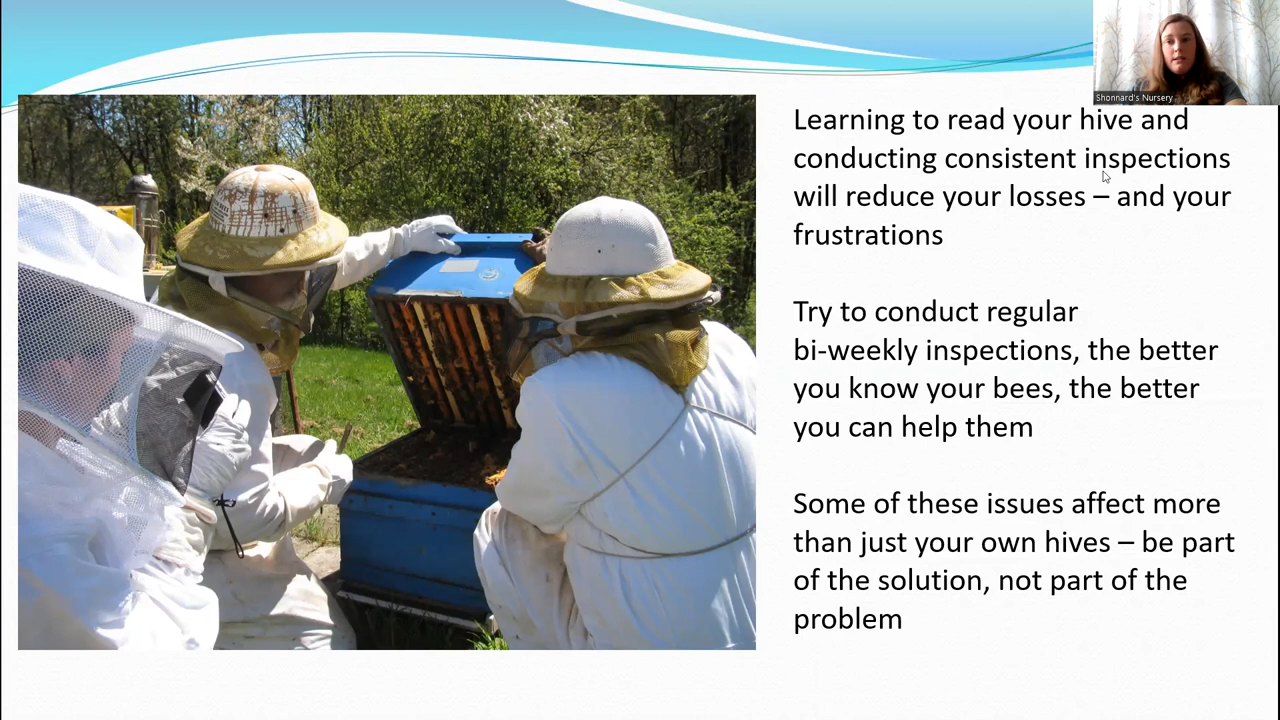 Shonnard's Nursery
Learning to read your hive and
conducting consistent inspections
will reduce your losses – and your
frustrations
Try to conduct regular
bi-weekly inspections, the better
you know your bees, the better
you can help them
Some of these issues affect more
than just your own hives – be part
of the solution, not part of the
problem